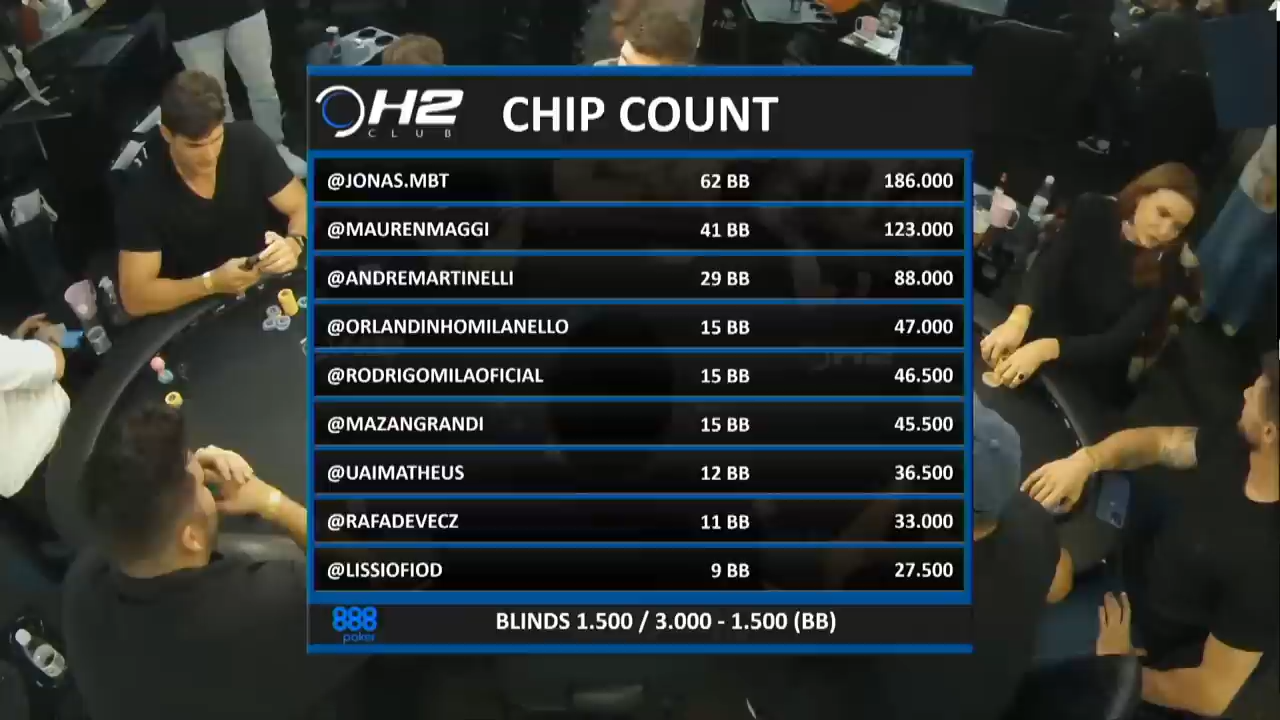 H2 CLUB
CHIP COUNT
@JONAS.MBT 62 BB 186.000
@MAURENMAGGI 41 BB 123.000
@ANDREMARTINELLI 29 BB 88.000
@ORLANDINHOMILANELLO 15 BB 47.000
@RODRIGOMILAOFICIAL 15 BB 46.500
@MAZANGRANDI 15 BB 45.500
@UAIMATHEUS 12 BB 36.500
@RAFADEVECZ 11 BB 33.000
@LISSIOFIOD 9 BB 27.500
888 poker
BLINDS 1.500 / 3.000 - 1.500 (BB)